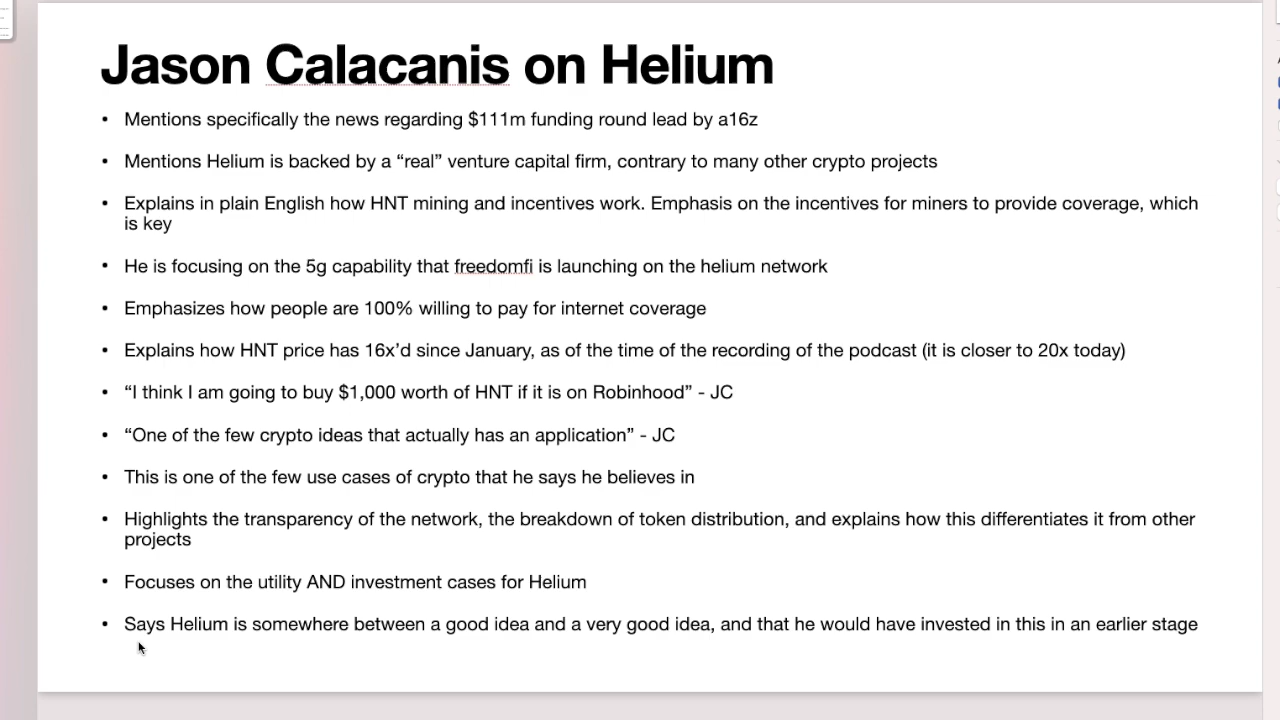 Jason Calacanis on Helium
• Mentions specifically the news regarding $111m funding round lead by a16z
• Mentions Helium is backed by a “real” venture capital firm, contrary to many other crypto projects
• Explains in plain English how HNT mining and incentives work. Emphasis on the incentives for miners to provide coverage, which
is key
• He is focusing on the 5g capability that freedomfi is launching on the helium network
• Emphasizes how people are 100% willing to pay for internet coverage
• Explains how HNT price has 16x’d since January, as of the time of the recording of the podcast (it is closer to 20x today)
• “I think I am going to buy $1,000 worth of HNT if it is on Robinhood” - JC
• “One of the few crypto ideas that actually has an application” - JC
• This is one of the few use cases of crypto that he says he believes in
• Highlights the transparency of the network, the breakdown of token distribution, and explains how this differentiates it from other
projects
• Focuses on the utility AND investment cases for Helium
• Says Helium is somewhere between a good idea and a very good idea, and that he would have invested in this in an earlier stage